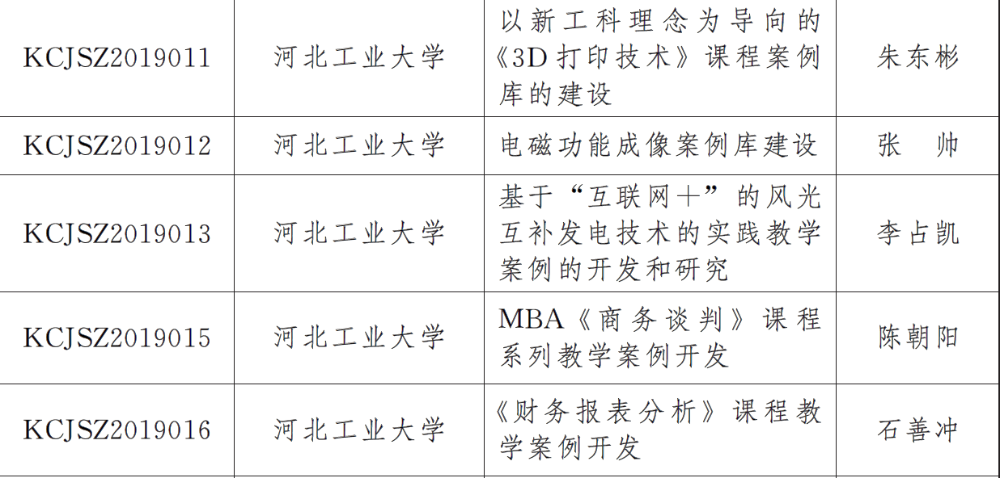 以新工科理念为导向的
KCJSZ2019011 河北工业大学 《3D打印技术》课程案例 朱东彬
库的建设
KCJSZ2019012 河北工业大学 电磁功能成像案例库建设 张 帅
基于“互联网+”的风光
KCJSZ2019013 河北工业大学 互补发电技术的实践教学 李占凯
案例的开发和研究
MBA《商务谈判》课程
KCJSZ2019015 河北工业大学 系列教学案例开发 陈朝阳
《财务报表分析》课程教
KCJSZ2019016 河北工业大学 学案例开发 石善冲